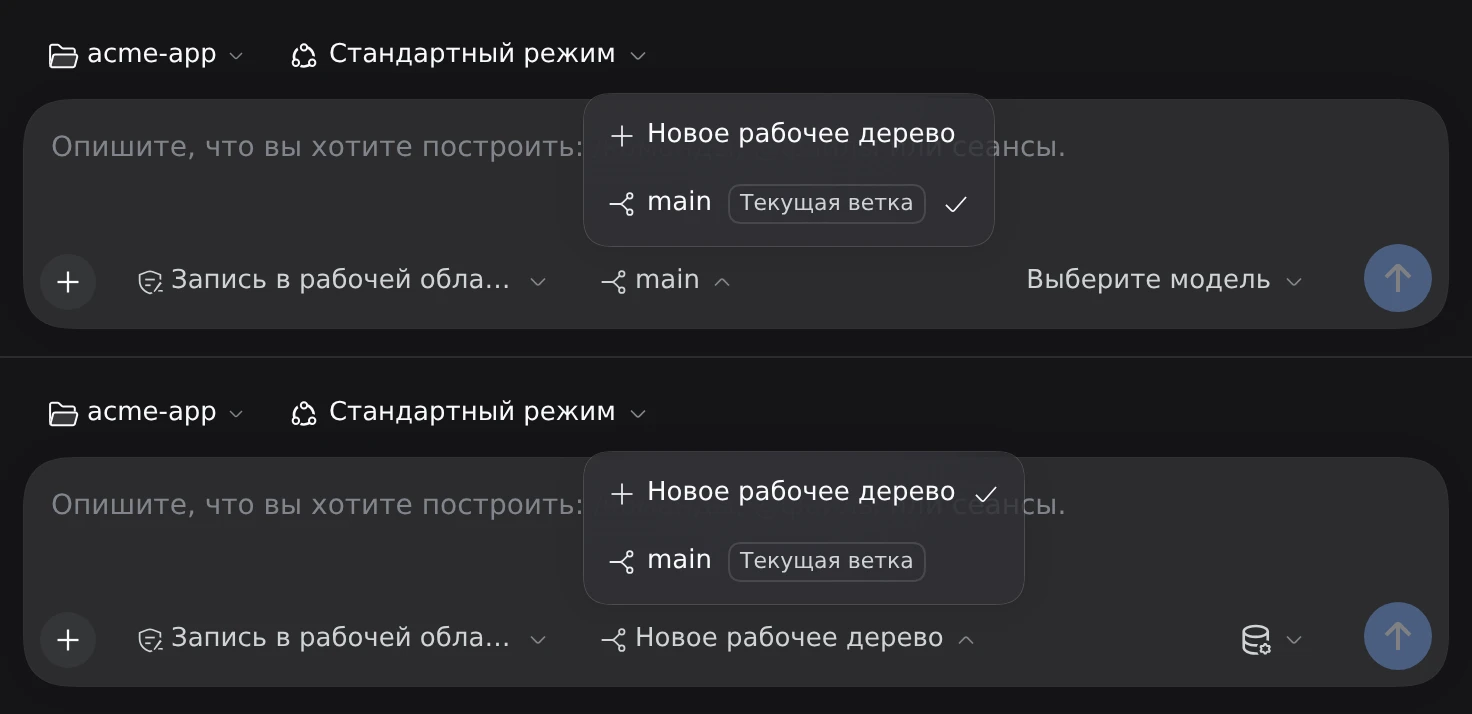 acme-app Стандартный режим
Опишите, что вы хотите построить: сеансы.
Новое рабочее дерево
main Текущая ветка
Запись в рабочей обла... main Выберите модель
acme-app Стандартный режим
Опишите, что вы хотите построить: сеансы.
Новое рабочее дерево
main Текущая ветка
Запись в рабочей обла... Новое рабочее дерево